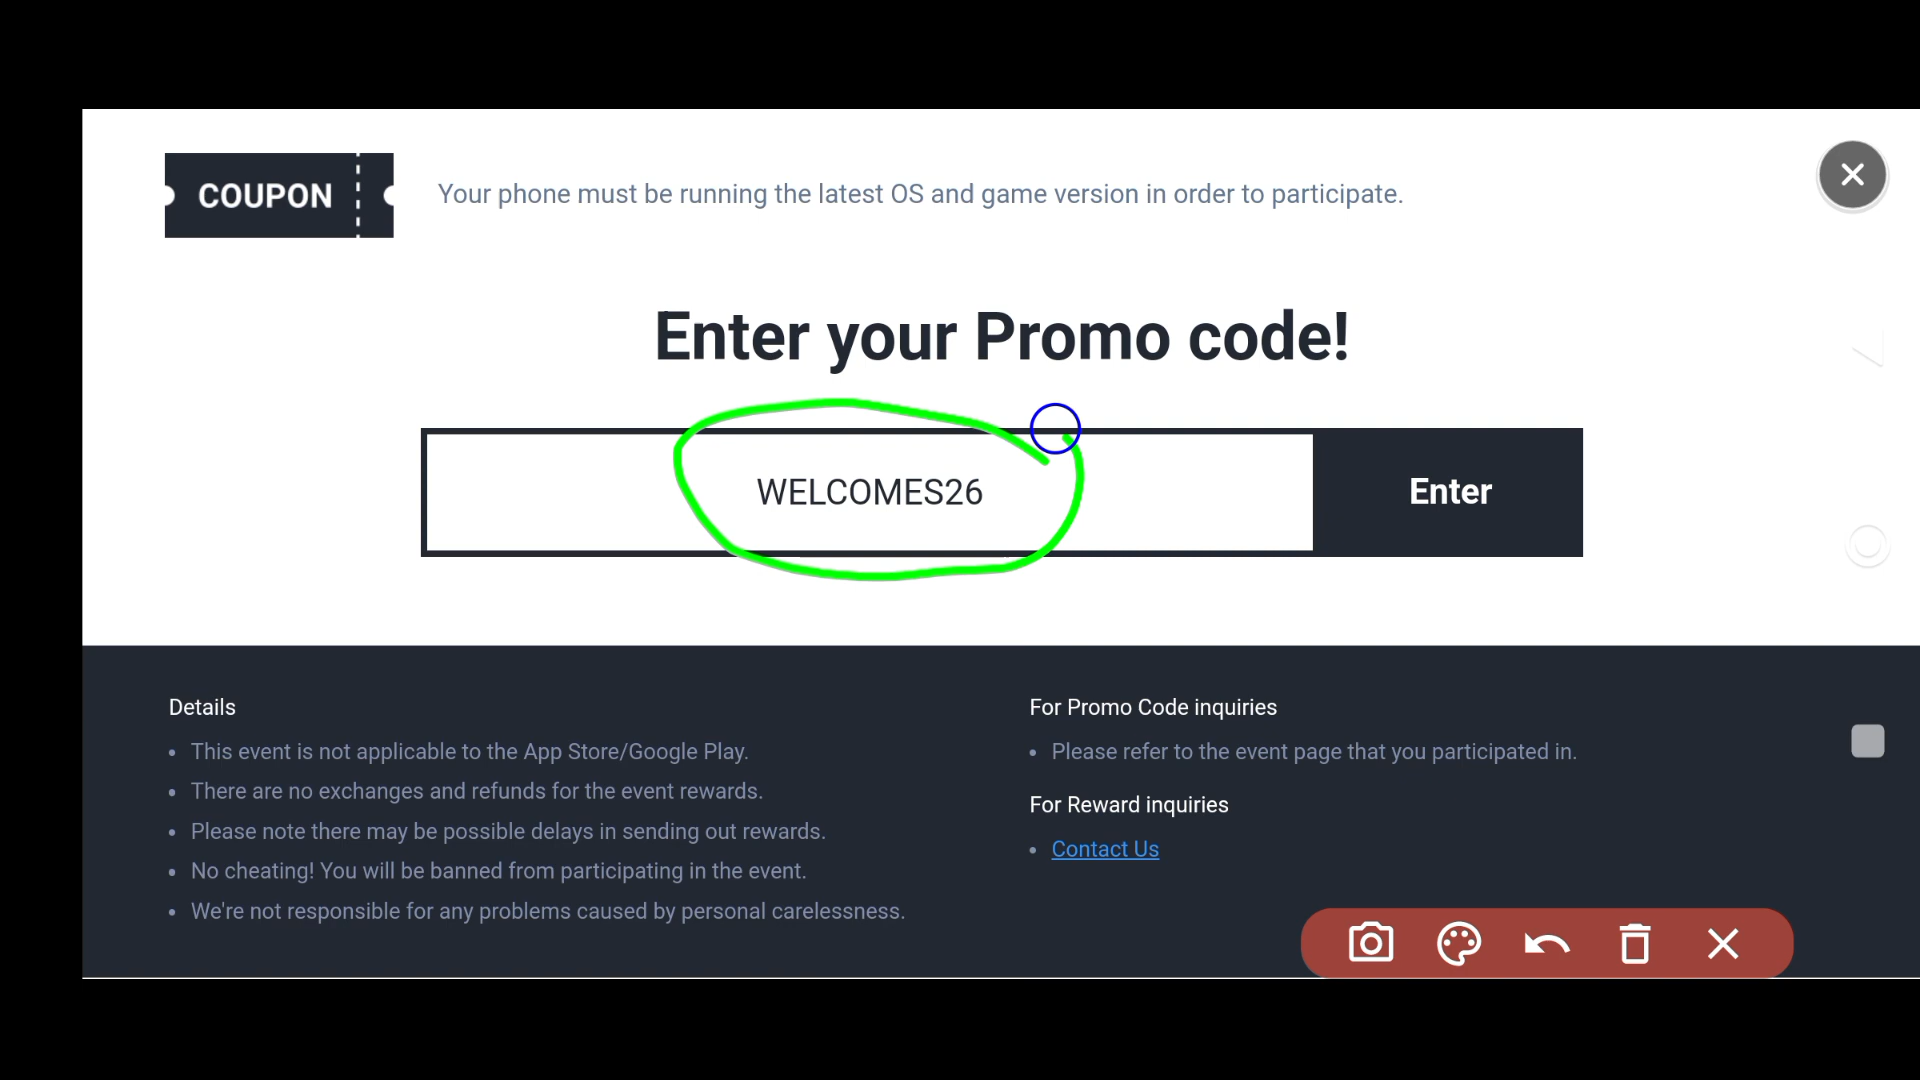 COUPON
Your phone must be running the latest OS and game version in order to participate.
Enter your Promo code!
WELCOMES26
Enter
Details
• This event is not applicable to the App Store/Google Play.
• There are no exchanges and refunds for the event rewards.
• Please note there may be possible delays in sending out rewards.
• No cheating! You will be banned from participating in the event.
• We're not responsible for any problems caused by personal carelessness.
For Promo Code inquiries
• Please refer to the event page that you participated in.
For Reward inquiries
• Contact Us